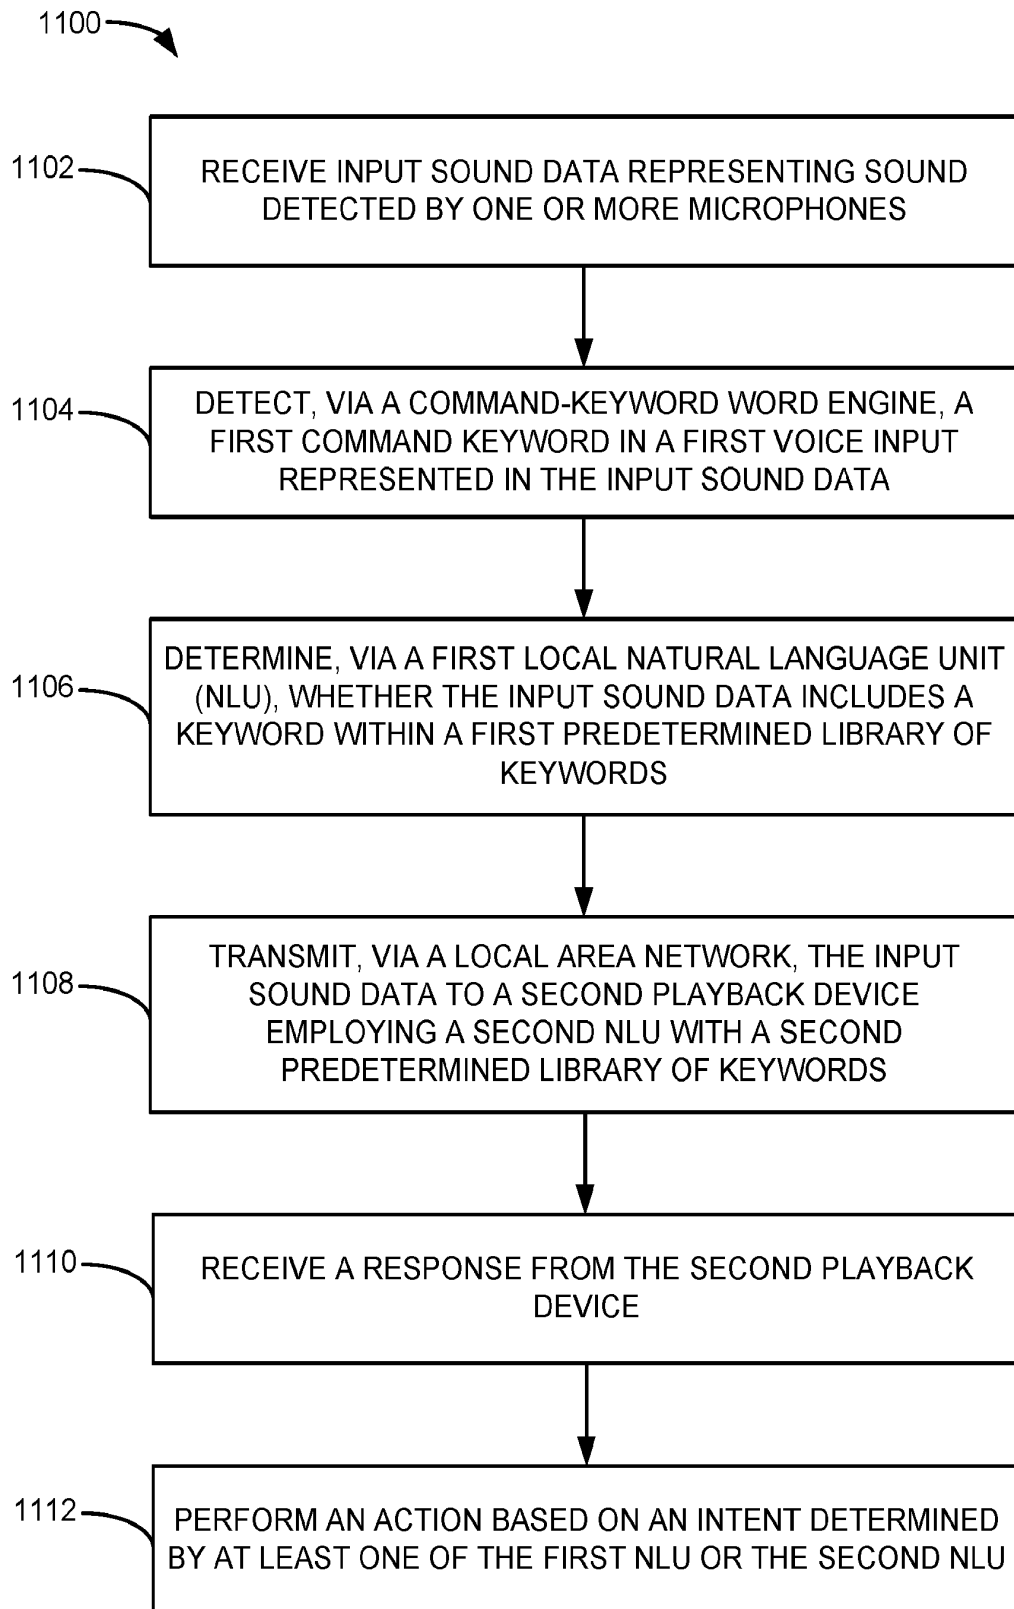 1100
1102
RECEIVE INPUT SOUND DATA REPRESENTING SOUND
DETECTED BY ONE OR MORE MICROPHONES
1104
DETECT, VIA A COMMAND-KEYWORD WORD ENGINE, A
FIRST COMMAND KEYWORD IN A FIRST VOICE INPUT
REPRESENTED IN THE INPUT SOUND DATA
1106
DETERMINE, VIA A FIRST LOCAL NATURAL LANGUAGE UNIT
(NLU), WHETHER THE INPUT SOUND DATA INCLUDES A
KEYWORD WITHIN A FIRST PREDETERMINED LIBRARY OF
KEYWORDS
1108
TRANSMIT, VIA A LOCAL AREA NETWORK, THE INPUT
SOUND DATA TO A SECOND PLAYBACK DEVICE
EMPLOYING A SECOND NLU WITH A SECOND
PREDETERMINED LIBRARY OF KEYWORDS
1110
RECEIVE A RESPONSE FROM THE SECOND PLAYBACK
DEVICE
1112
PERFORM AN ACTION BASED ON AN INTENT DETERMINED
BY AT LEAST ONE OF THE FIRST NLU OR THE SECOND NLU